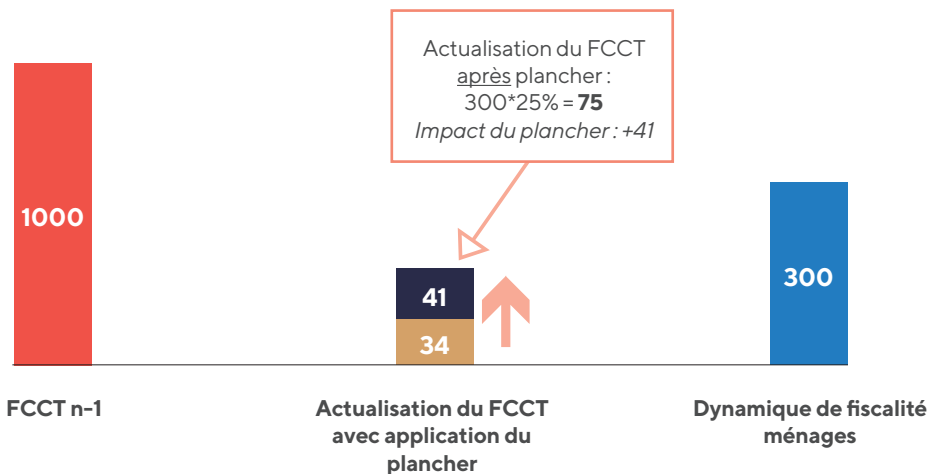 Actualisation du FCCT
après plancher :
300*25% = 75
Impact du plancher : +41
1000
41
34
300
FCCT n-1
Actualisation du FCCT
avec application du
plancher
Dynamique de fiscalité
ménages